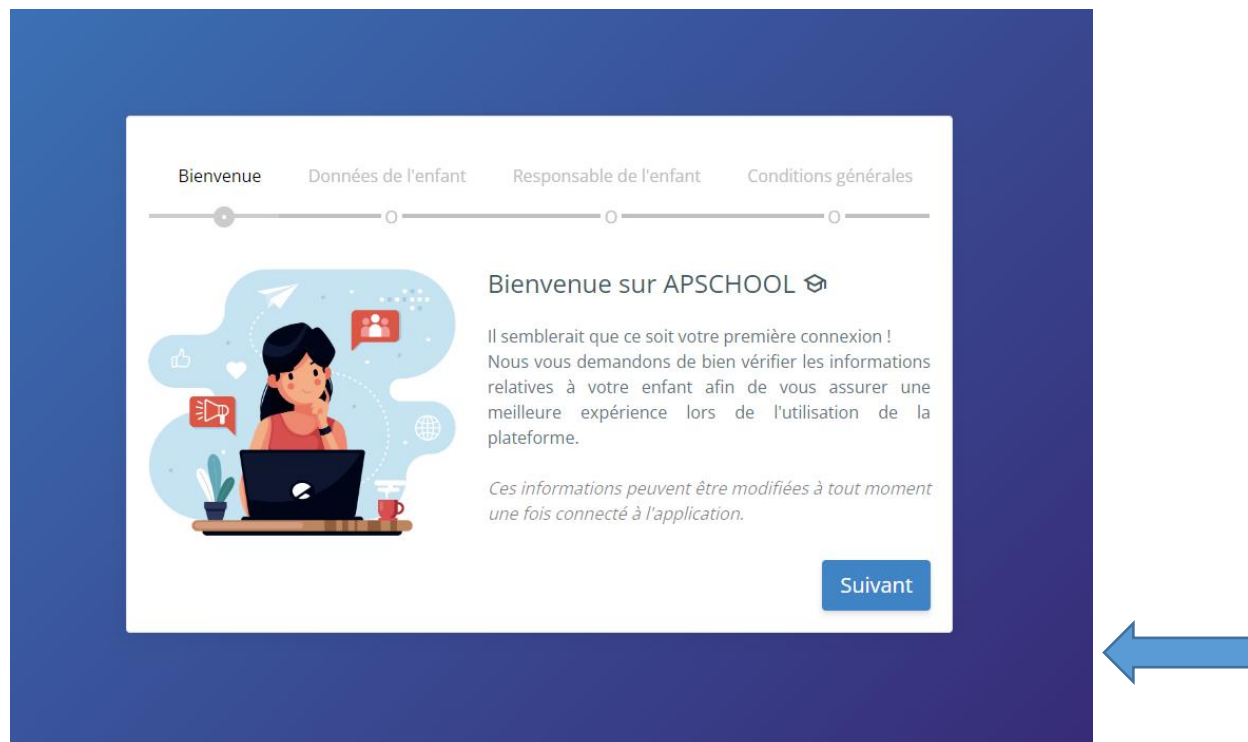 Bienvenue Données de l'enfant Responsable de l'enfant Conditions générales
Bienvenue sur APSCHOOL
Il semblerait que ce soit votre première connexion !
Nous vous demandons de bien vérifier les informations
relatives à votre enfant afin de vous assurer une
meilleure expérience lors de l'utilisation de la
plateforme.
Ces informations peuvent être modifiées à tout moment
une fois connecté à l'application.
Suivant